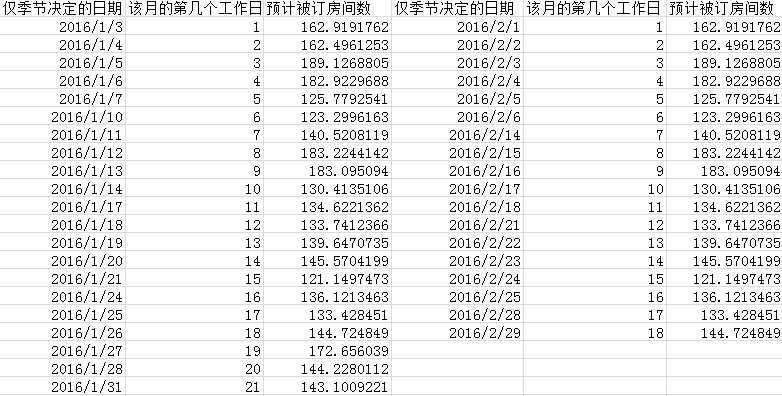 仅季节决定的日期 该月的第几个工作日 预计被订房间数 仅季节决定的日期 该月的第几个工作日 预计被订房间数
2016/1/3 1 162.9191762 2016/2/1 1 162.9191762
2016/1/4 2 162.4961253 2016/2/2 2 162.4961253
2016/1/5 3 189.1268805 2016/2/3 3 189.1268805
2016/1/6 4 182.9229688 2016/2/4 4 182.9229688
2016/1/7 5 125.7792541 2016/2/5 5 125.7792541
2016/1/10 6 123.2996163 2016/2/6 6 123.2996163
2016/1/11 7 140.5208119 2016/2/14 7 140.5208119
2016/1/12 8 183.2244142 2016/2/15 8 183.2244142
2016/1/13 9 183.095094 2016/2/16 9 183.095094
2016/1/14 10 130.4135106 2016/2/17 10 130.4135106
2016/1/17 11 134.6221362 2016/2/18 11 134.6221362
2016/1/18 12 133.7412366 2016/2/21 12 133.7412366
2016/1/19 13 139.6470735 2016/2/22 13 139.6470735
2016/1/20 14 145.5704199 2016/2/23 14 145.5704199
2016/1/21 15 121.1497473 2016/2/24 15 121.1497473
2016/1/24 16 136.1213463 2016/2/25 16 136.1213463
2016/1/25 17 133.428451 2016/2/28 17 133.428451
2016/1/26 18 144.724849 2016/2/29 18 144.724849
2016/1/27 19 172.656039
2016/1/28 20 144.2280112
2016/1/31 21 143.1009221